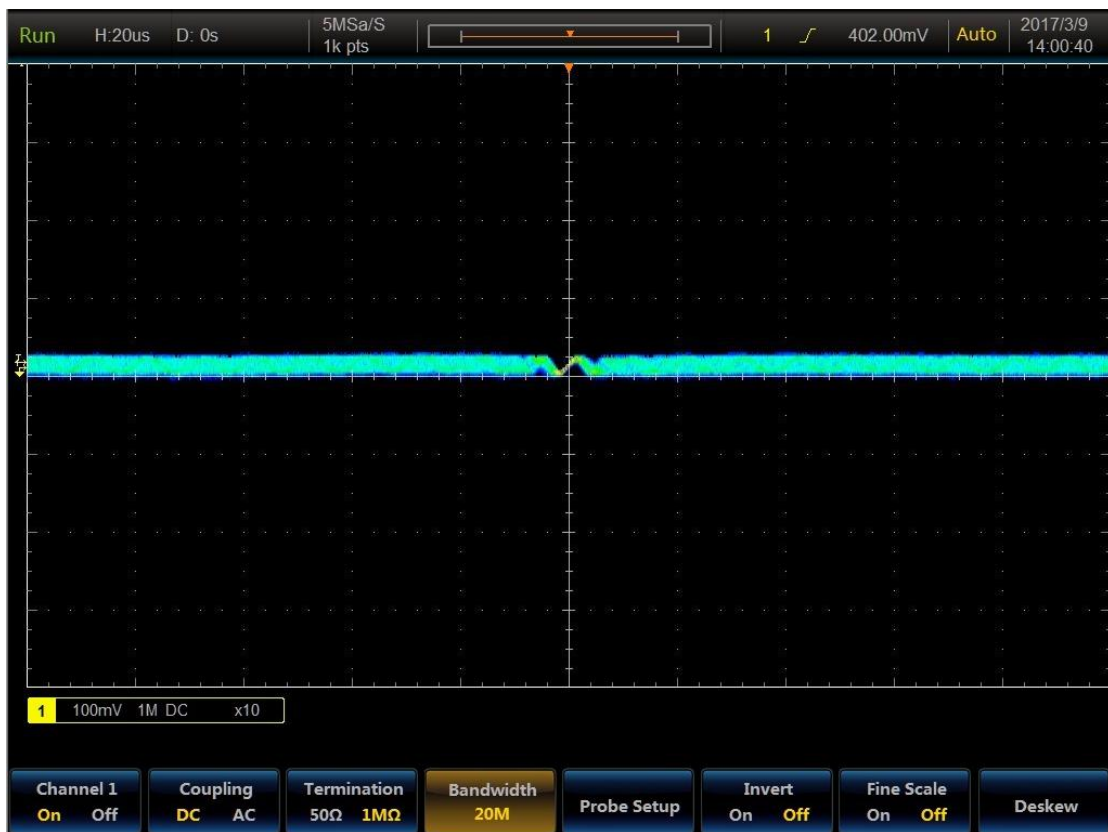 Run H:20us D: 0s 5MSa/S 1 402.00mV Auto 2017/3/9
1k pts 14:00:40
1 100mV 1M DC x10
Channel 1 Coupling Termination Bandwidth Probe Setup Invert Fine Scale Deskew
On Off DC AC 50Ω 1MΩ 20M On Off On Off